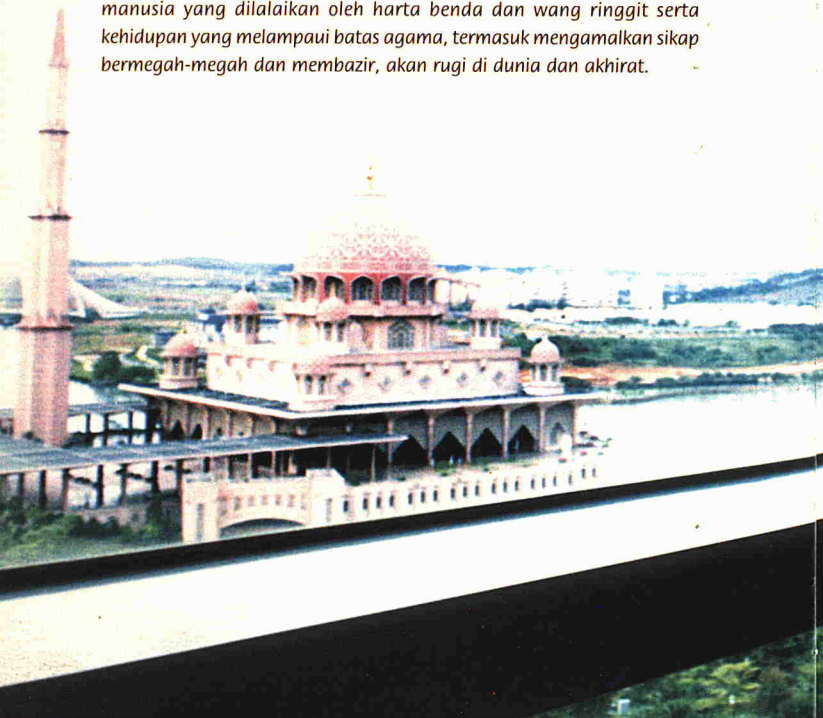 manusia yang dilalaikan oleh harta benda dan wang ringgit serta
kehidupan yang melampaui batas agama, termasuk mengamalkan sikap
bermegah-megah dan membazir, akan rugi di dunia dan akhirat.